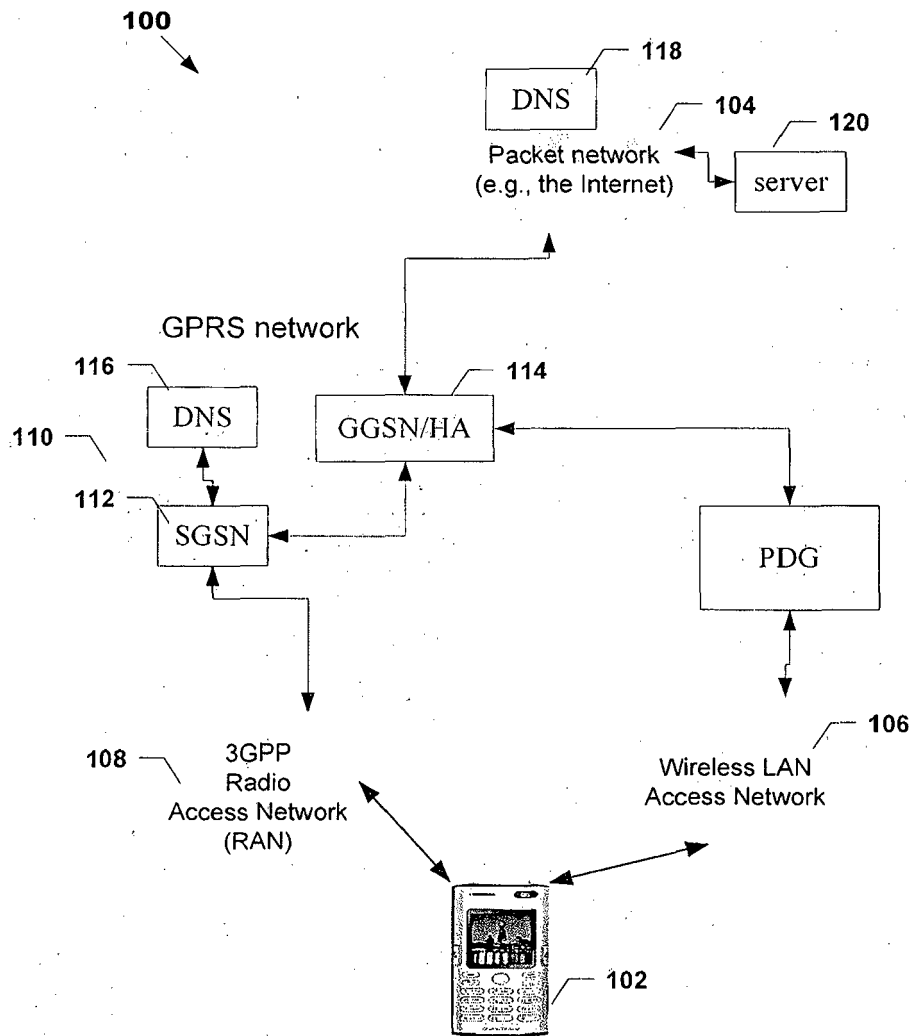 100
118
DNS
104
120
Packet network
(e.g., the Internet)
server
GPRS network
116
114
DNS
GGSN/HA
110
112
SGSN
PDG
108
3GPP
Radio
Access Network
(RAN)
106
Wireless LAN
Access Network
102